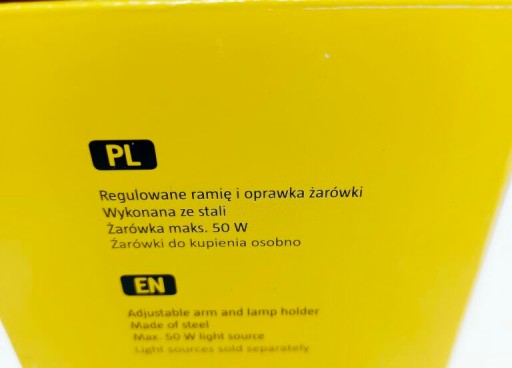 PL
Regulowane ramię i oprawka żarówki
Wykonana ze stali
Żarówka maks. 50 W
Żarówki do kupienia osobno
EN
Adjustable arm and lamp holder
Made of steel
Max. 50 W light source
Light sources sold separately